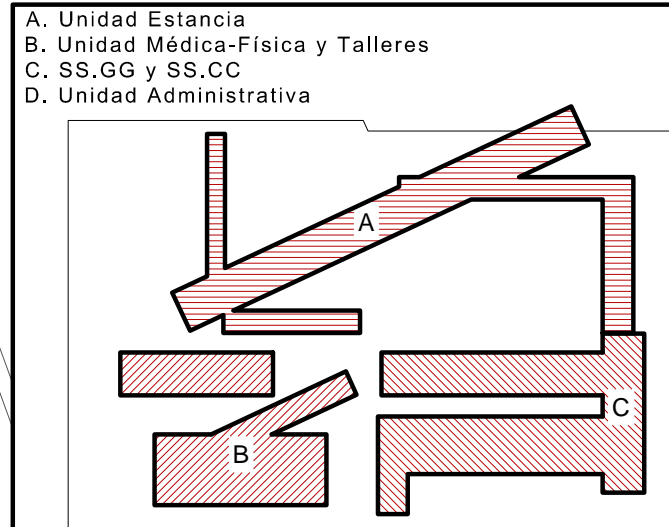 A. Unidad Estancia
B. Unidad Médica-Física y Talleres
C. SS.GG y SS.CC
D. Unidad Administrativa
A
C
B